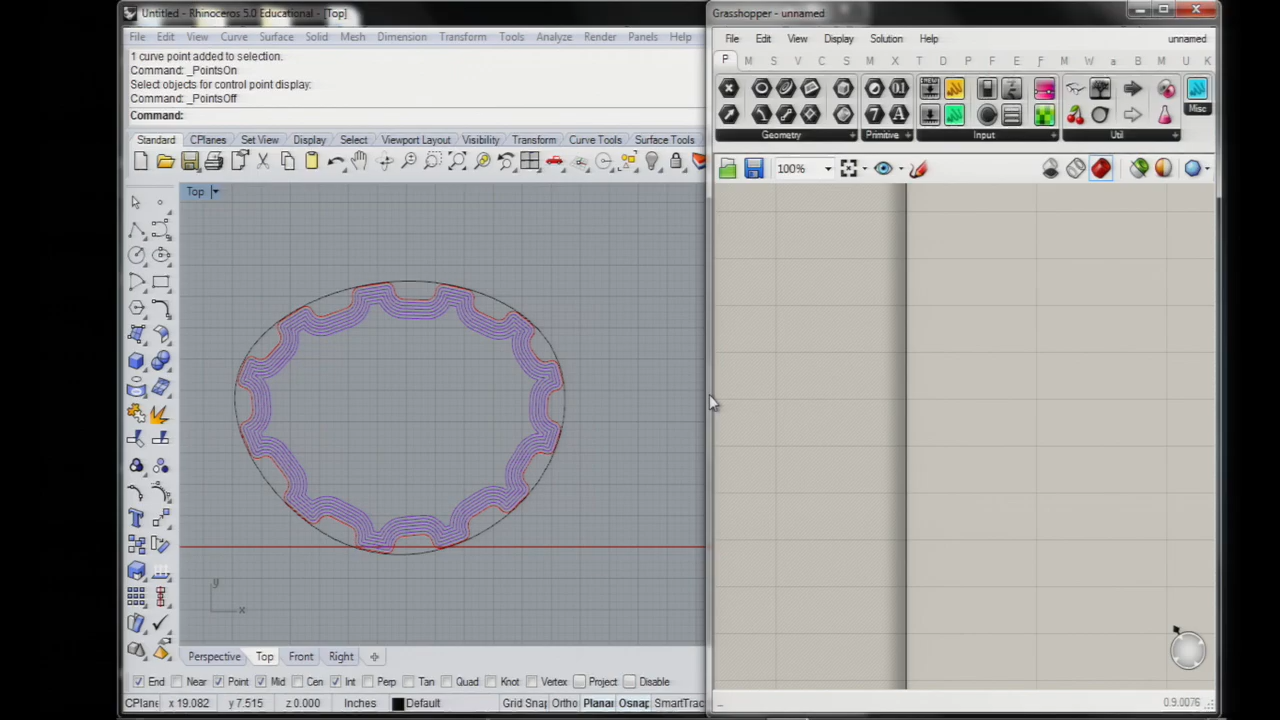 Untitled - Rhinoceros 5.0 Educational - [Top]
File Edit View Curve Surface Solid Mesh Dimension Transform Tools Analyze Render Panels Help
1 curve point added to selection.
Command: _PointsOn
Select objects for control point display:
Command: _PointsOff
Command:
Standard CPlanes Set View Display Select Viewport Layout Visibility Transform Curve Tools Surface Tools
Top
y
x
Perspective Top Front Right
End Near Point Mid Cen Int Perp Tan Quad Knot Vertex Project Disable
CPlane x 19.082 y 7.515 z 0.000 Inches Default Grid Snap Ortho Planar Osnap SmartTrac
Grasshopper - unnamed
File Edit View Display Solution Help unnamed
P M S V C S M X T D R F E F M W a B M U K
Geometry Primitive Input Util Misc
100%
0.9.0076